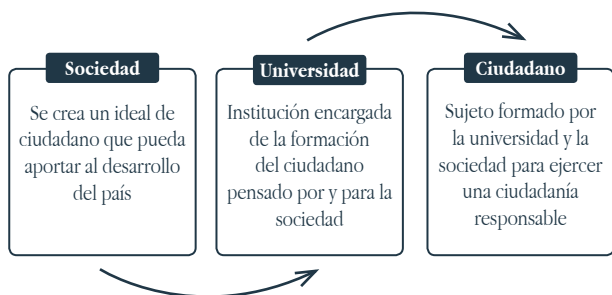 Sociedad
Se crea un ideal de
ciudadano que pueda
aportar al desarrollo
del país
Universidad
Institución encargada
de la formación
del ciudadano
pensado por y para la
sociedad
Ciudadano
Sujeto formado por
la universidad y la
sociedad para ejercer
una ciudadanía
responsable